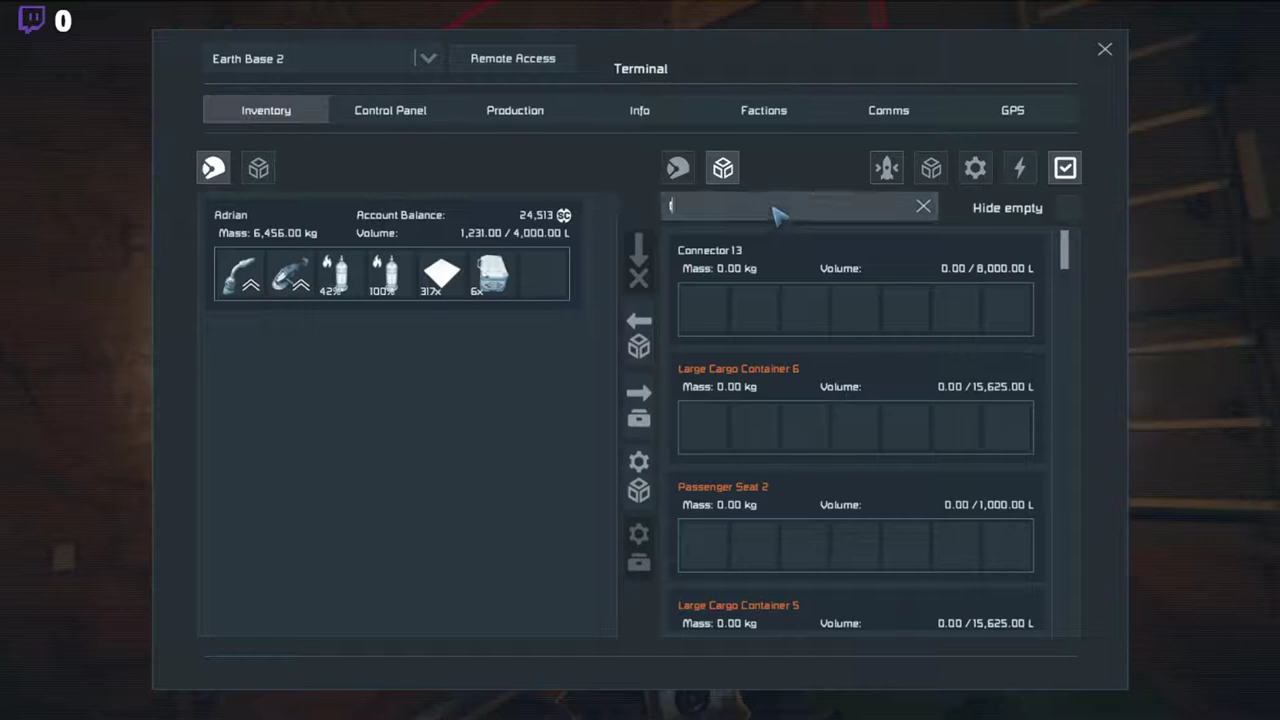 0
Earth Base 2
Remote Access
Terminal
Inventory
Control Panel
Production
Info
Factions
Comms
GPS
Hide empty
Adrian
Account Balance: 24,513 SC
Mass: 6,456.00 kg
Volume: 1,231.00 / 4,000.00 L
42%
100%
317x
6x
Connector 13
Mass: 0.00 kg
Volume: 0.00 / 8,000.00 L
Large Cargo Container 6
Mass: 0.00 kg
Volume: 0.00 / 15,625.00 L
Passenger Seat 2
Mass: 0.00 kg
Volume: 0.00 / 1,000.00 L
Large Cargo Container 5
Mass: 0.00 kg
Volume: 0.00 / 15,625.00 L